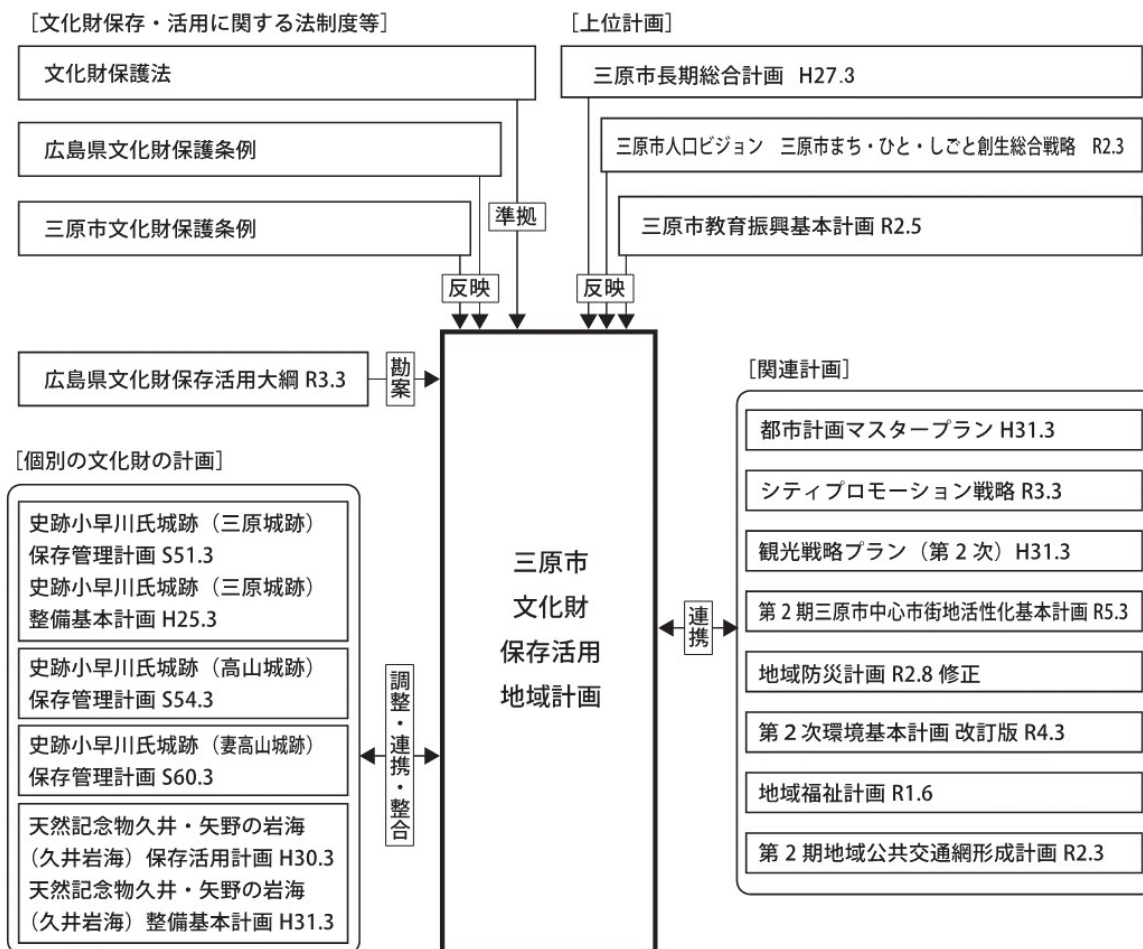 ［文化財保存・活用に関する法制度等］
文化財保護法
広島県文化財保護条例
三原市文化財保護条例
準拠
反映
［上位計画］
三原市長期総合計画 H27.3
三原市人口ビジョン　三原市まち・ひと・しごと創生総合戦略 R2.3
三原市教育振興基本計画 R2.5
反映
広島県文化財保存活用大綱 R3.3
勘案
［個別の文化財の計画］
史跡小早川氏城跡（三原城跡）
保存管理計画 S51.3
史跡小早川氏城跡（三原城跡）
整備基本計画 H25.3
史跡小早川氏城跡（高山城跡）
保存管理計画 S54.3
史跡小早川氏城跡（妻高山城跡）
保存管理計画 S60.3
天然記念物久井・矢野の岩海
（久井岩海）保存活用計画 H30.3
天然記念物久井・矢野の岩海
（久井岩海）整備基本計画 H31.3
調整・連携・整合
三原市
文化財
保存活用
地域計画
連携
［関連計画］
都市計画マスタープラン H31.3
シティプロモーション戦略 R3.3
観光戦略プラン（第２次）H31.3
第２期三原市中心市街地活性化基本計画 R5.3
地域防災計画 R2.8 修正
第２次環境基本計画 改訂版 R4.3
地域福祉計画 R1.6
第２期地域公共交通網形成計画 R2.3